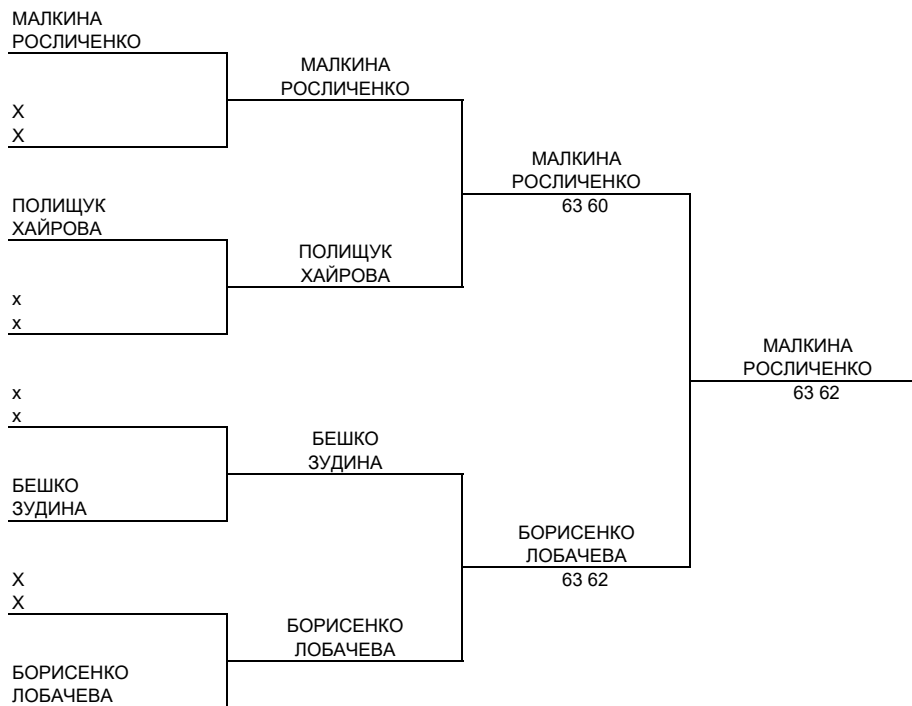 МАЛКИНА
РОСЛИЧЕНКО
X
X
ПОЛИЩУК
ХАЙРОВА
x
x
x
x
БЕШКО
ЗУДИНА
X
X
БОРИСЕНКО
ЛОБАЧЕВА
МАЛКИНА
РОСЛИЧЕНКО
ПОЛИЩУК
ХАЙРОВА
БЕШКО
ЗУДИНА
БОРИСЕНКО
ЛОБАЧЕВА
МАЛКИНА
РОСЛИЧЕНКО
63 60
БОРИСЕНКО
ЛОБАЧЕВА
63 62
МАЛКИНА
РОСЛИЧЕНКО
63 62